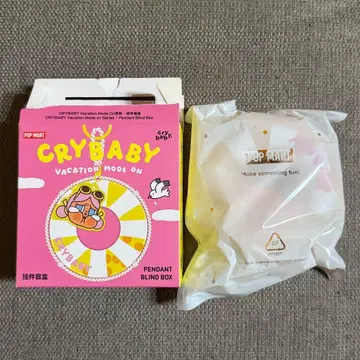 CRYBABY Vacation Mode On系列 - 挂件盲盒
CRYBABY Vacation Mode on Series - Pendant Blind Box
POP MART
cry
baby.
CRYBABY
VACATION MODE ON
CRYBABY
挂件盲盒
PENDANT
BLIND BOX
POP MART
Make something fun!
07